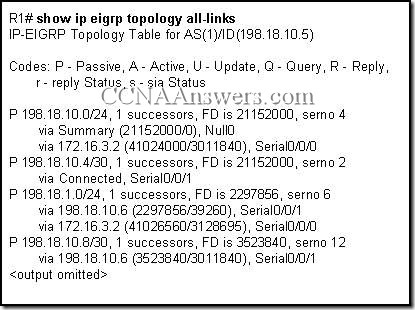 R1# show ip eigrp topology all-links
IP-EIGRP Topology Table for AS(1)/ID(198.18.10.5)
Codes: P - Passive, A - Active, U - Update, Q - Query, R - Reply,
r - reply Status, s - sia Status
CCNAAnswers.com
P 198.18.10.0/24, 1 successors, FD is 21152000, serno 4
via Summary (21152000/0), Null0
via 172.16.3.2 (41024000/3011840), Serial0/0/0
P 198.18.10.4/30, 1 successors, FD is 21152000, serno 2
via Connected, Serial0/0/1
P 198.18.1.0/24, 1 successors, FD is 2297856, serno 6
via 198.18.10.6 (2297856/39260), Serial0/0/1
via 172.16.3.2 (41026560/3128695), Serial0/0/0
P 198.18.10.8/30, 1 successors, FD is 3523840, serno 12
via 198.18.10.6 (3523840/3011840), Serial0/0/1
<output omitted>